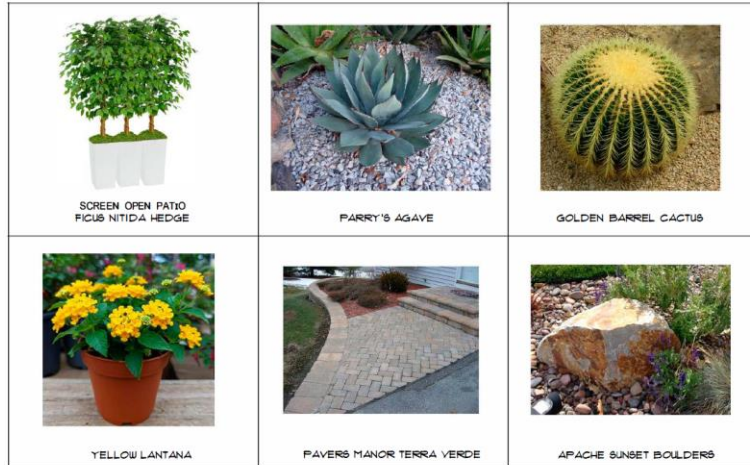 SCREEN OPEN PATIO
FICUS NITIDA HEDGE
PARRY'S AGAVE
GOLDEN BARREL CACTUS
YELLOW LANTANA
PAVERS MANOR TERRA VERDE
APACHE SUNSET BOULDERS